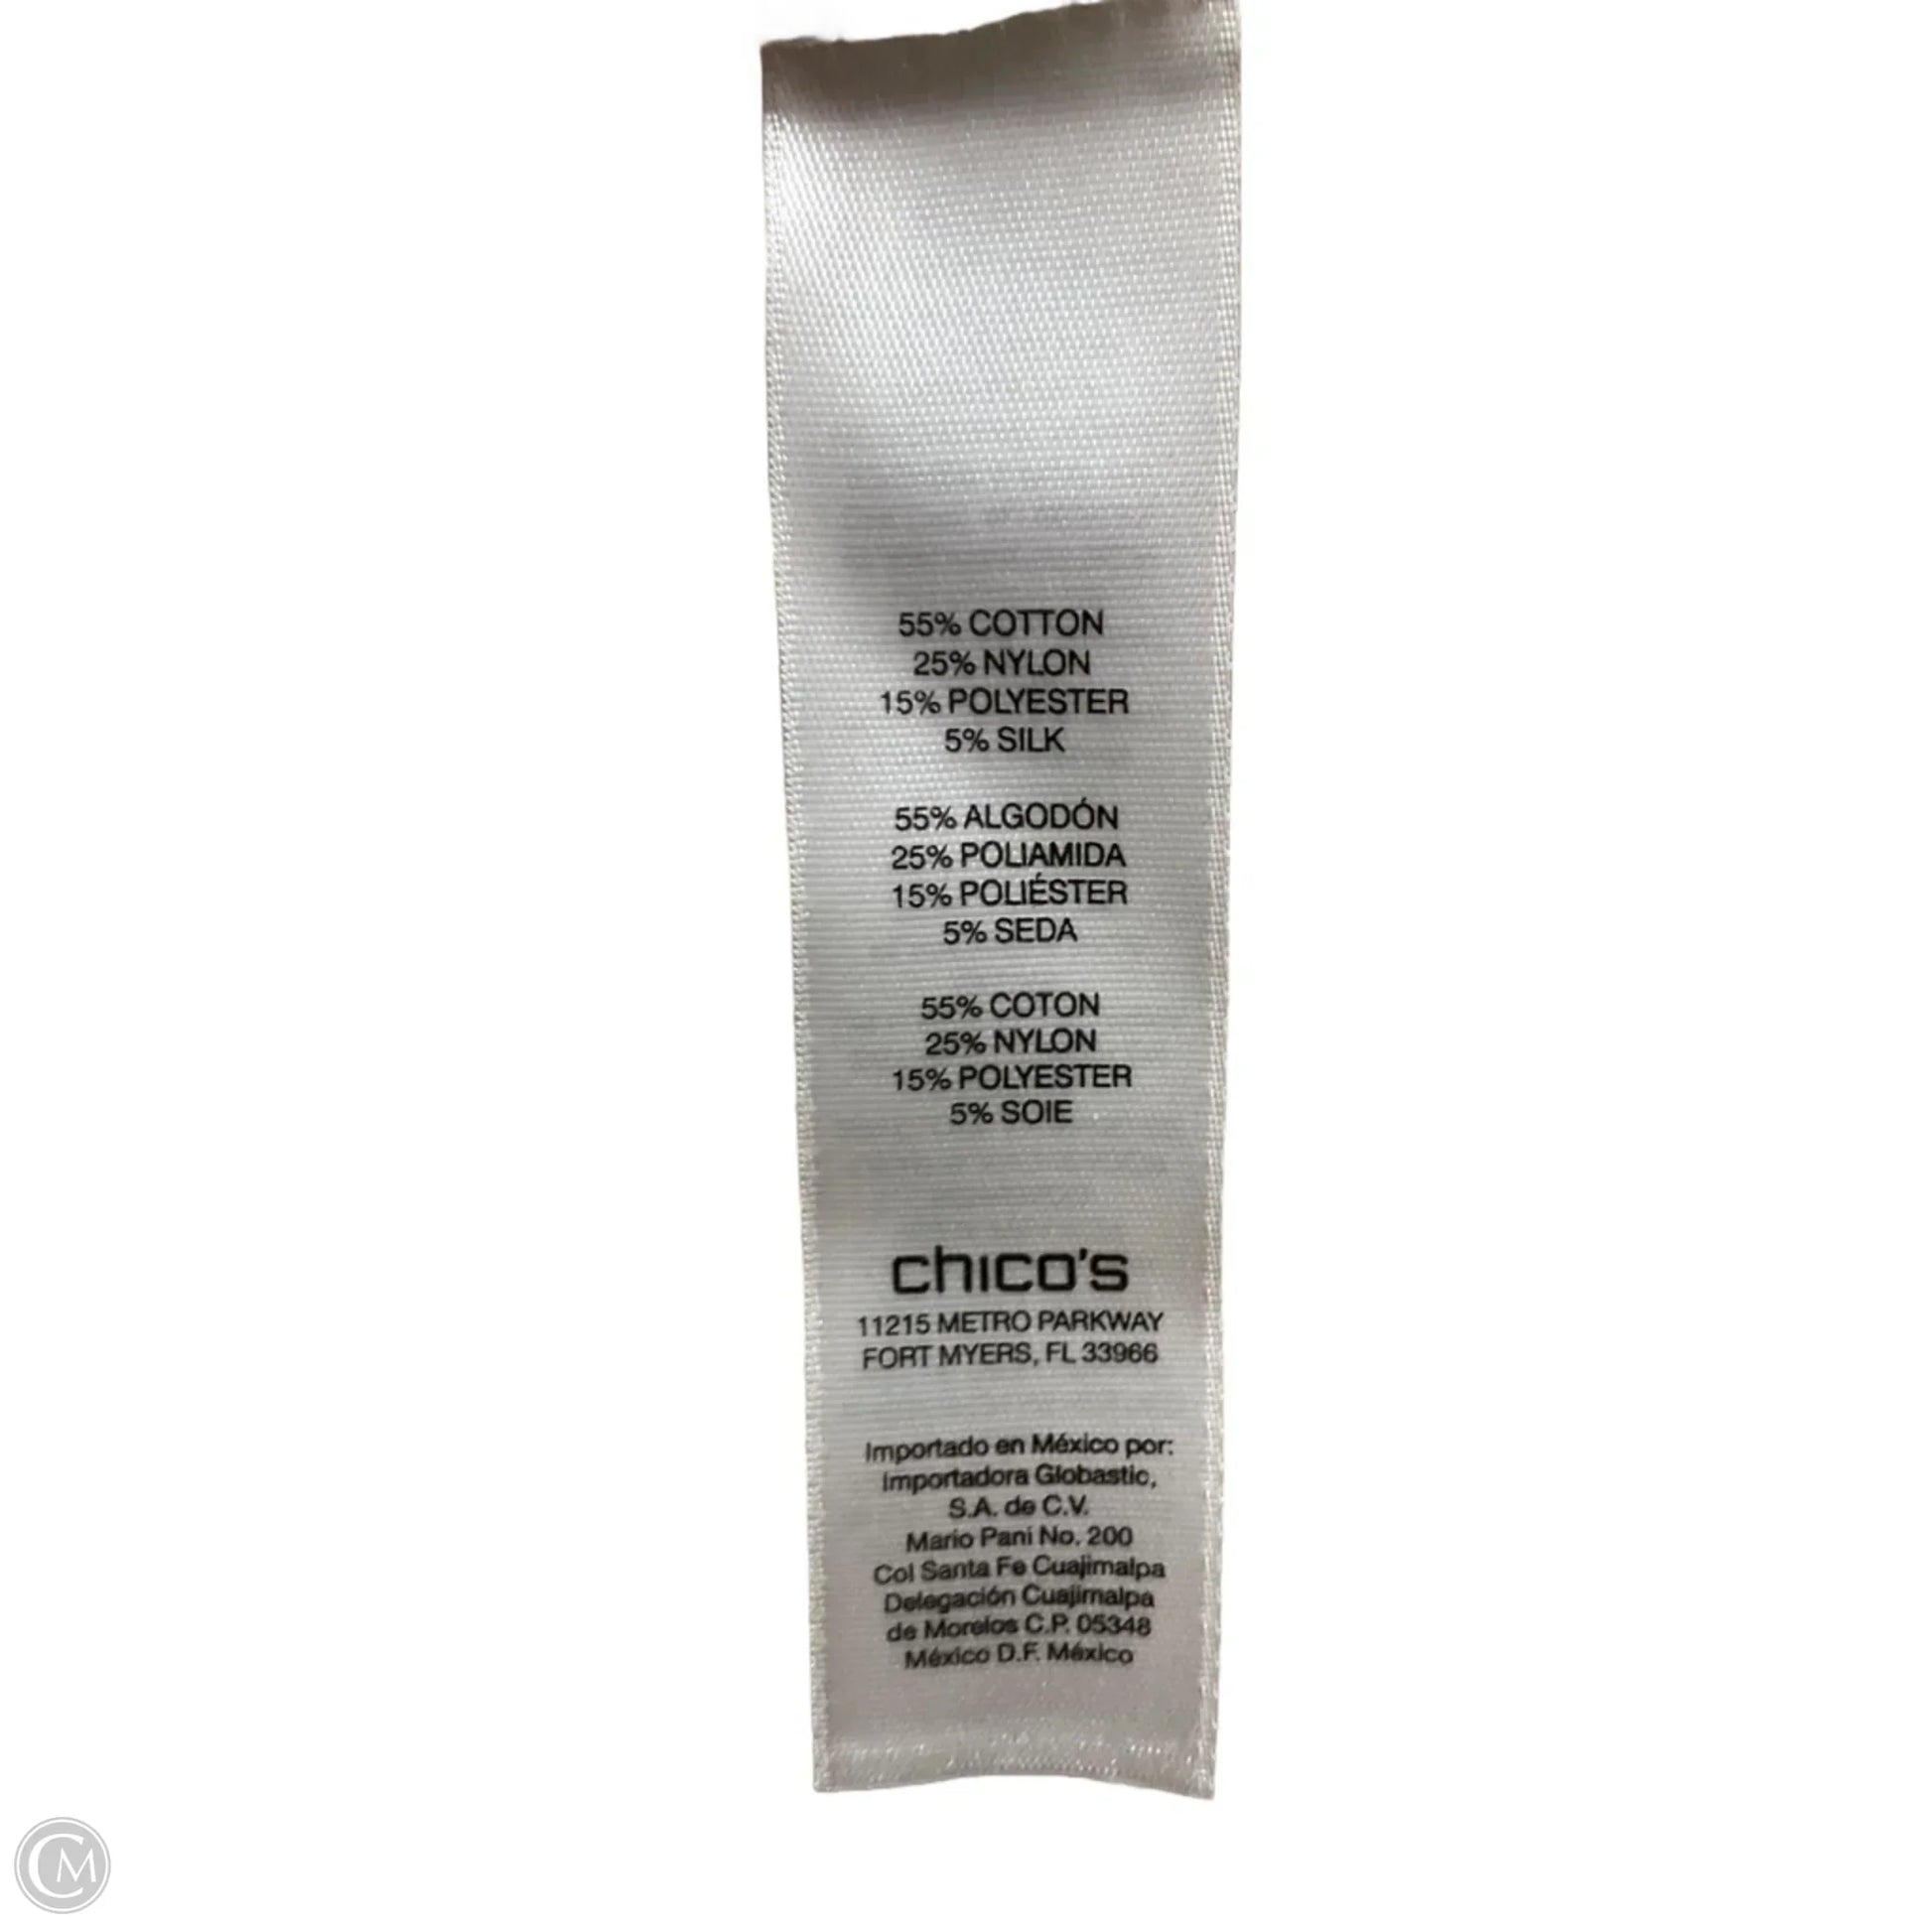 55% COTTON
25% NYLON
15% POLYESTER
5% SILK
55% ALGODÓN
25% POLIAMIDA
15% POLIÉSTER
5% SEDA
55% COTON
25% NYLON
15% POLYESTER
5% SOIE
chico's
11215 METRO PARKWAY
FORT MYERS, FL 33966
Importado en México por:
Importadora Globastic,
S.A. de C.V.
Mario Pani No. 200
Col Santa Fe Cuajimalpa
Delegación Cuajimalpa
de Morelos C.P. 05348
México D.F. México
CM